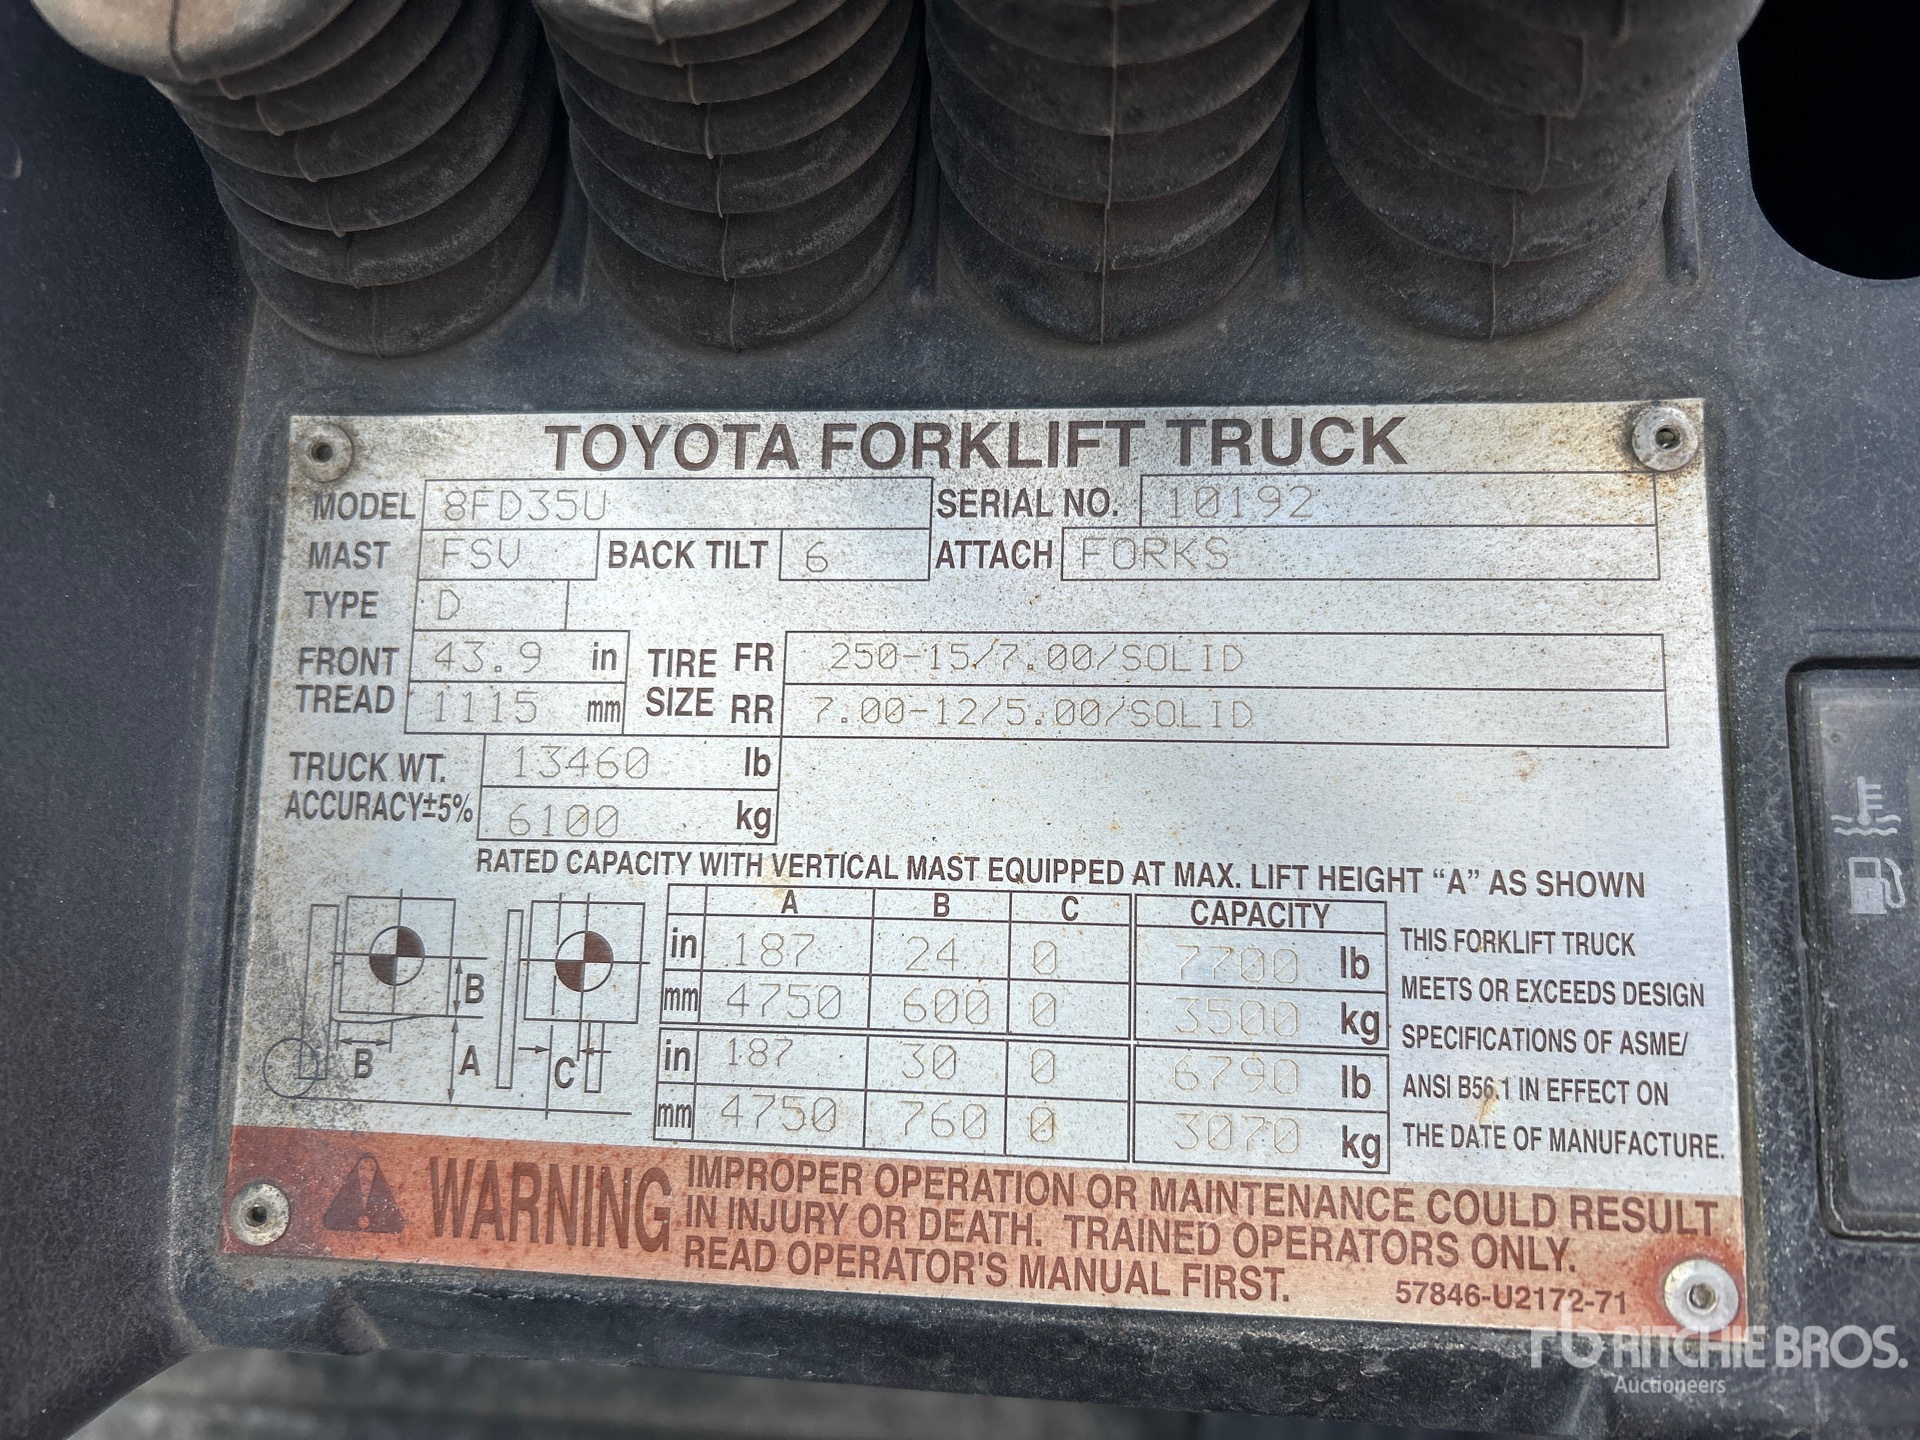 TOYOTA FORKLIFT TRUCK
MODEL 8FD35U SERIAL NO. 10192
MAST FSV BACK TILT 6 ATTACH FORKS
TYPE D
FRONT TREAD 43.9 in TIRE SIZE FR 250-15/7.00/SOLID
1115 mm RR 7.00-12/5.00/SOLID
TRUCK WT. 13460 lb
ACCURACY±5% 6100 kg
RATED CAPACITY WITH VERTICAL MAST EQUIPPED AT MAX. LIFT HEIGHT “A” AS SHOWN
A B C CAPACITY
in 187 24 0 7700 lb
mm 4750 600 0 3500 kg
in 187 30 0 6790 lb
mm 4750 760 0 3070 kg
B
B A C
THIS FORKLIFT TRUCK
MEETS OR EXCEEDS DESIGN
SPECIFICATIONS OF ASME/
ANSI B56.1 IN EFFECT ON
THE DATE OF MANUFACTURE.
WARNING
IMPROPER OPERATION OR MAINTENANCE COULD RESULT
IN INJURY OR DEATH. TRAINED OPERATORS ONLY.
READ OPERATOR'S MANUAL FIRST.
57846-U2172-71
rb RITCHIE BROS.
Auctioneers